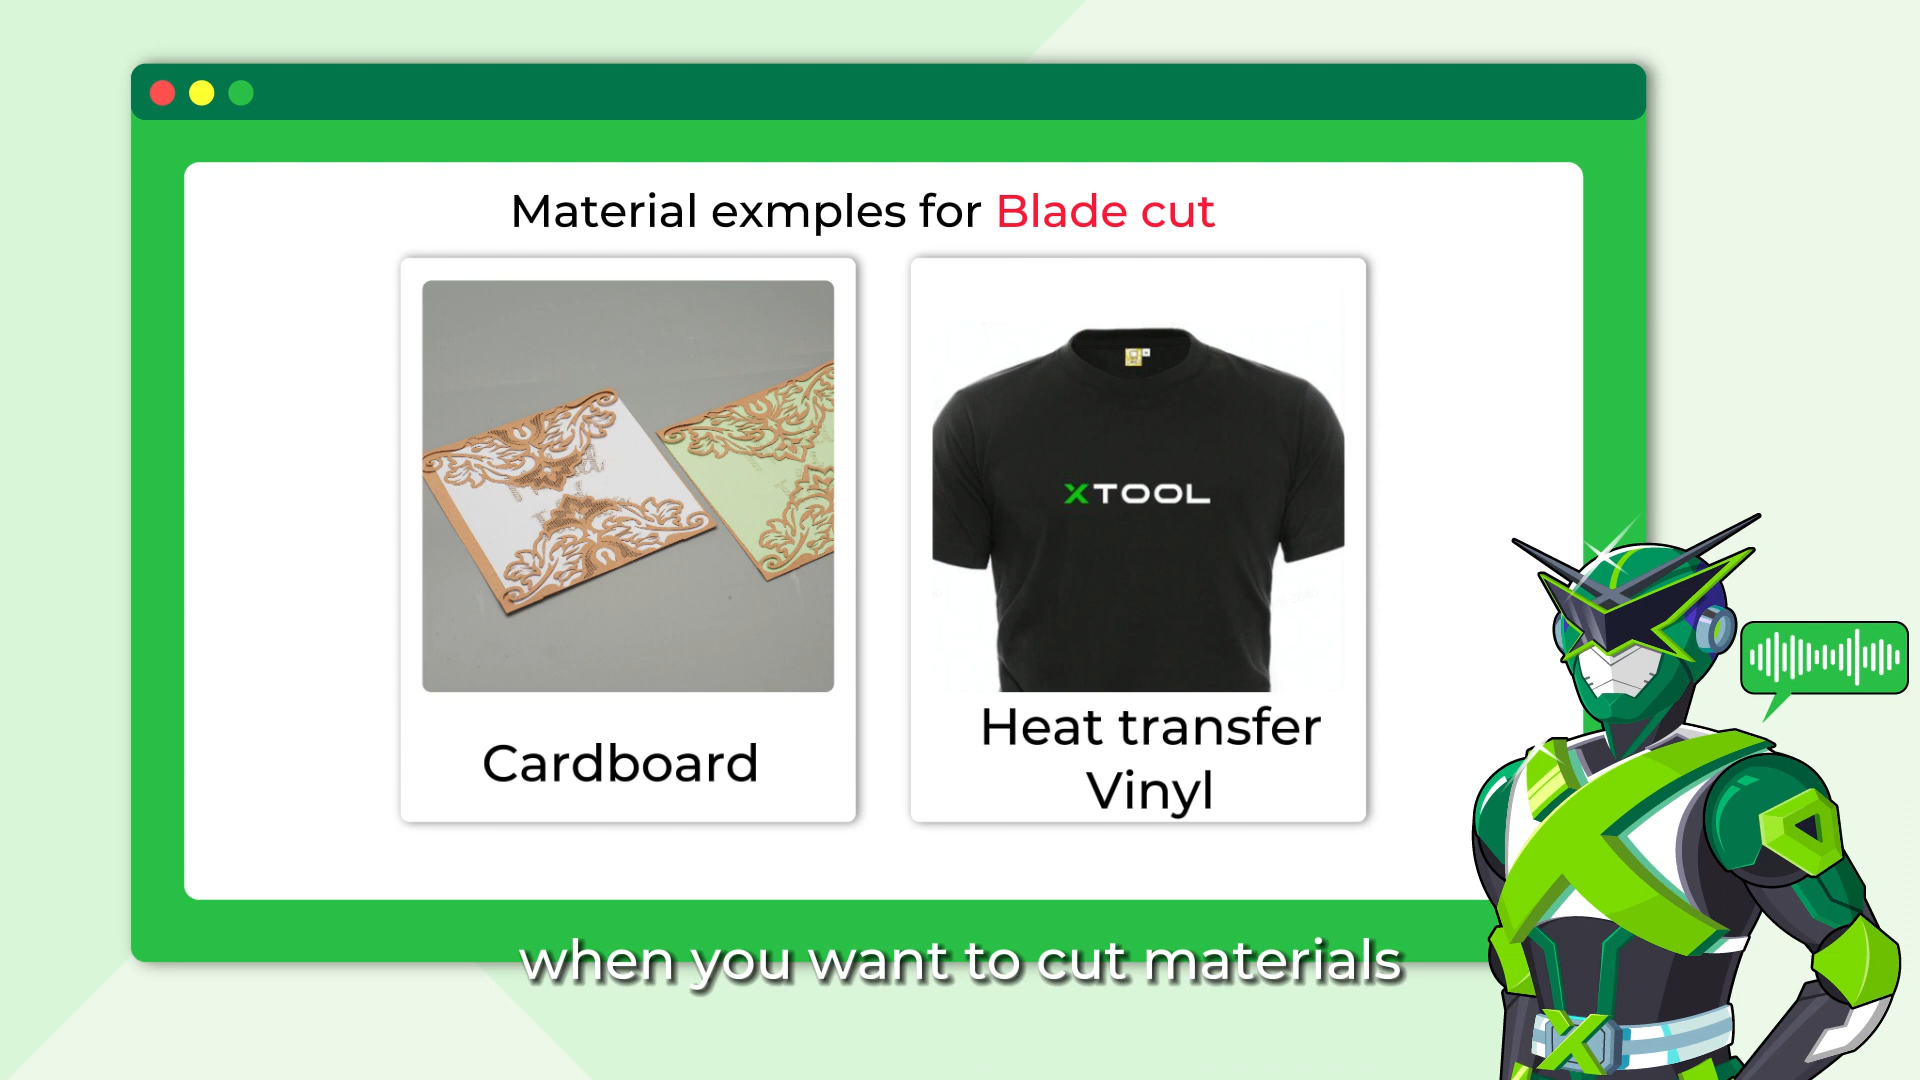 Material exmples for Blade cut
XTOOL
Cardboard
Heat transfer
Vinyl
when you want to cut materials